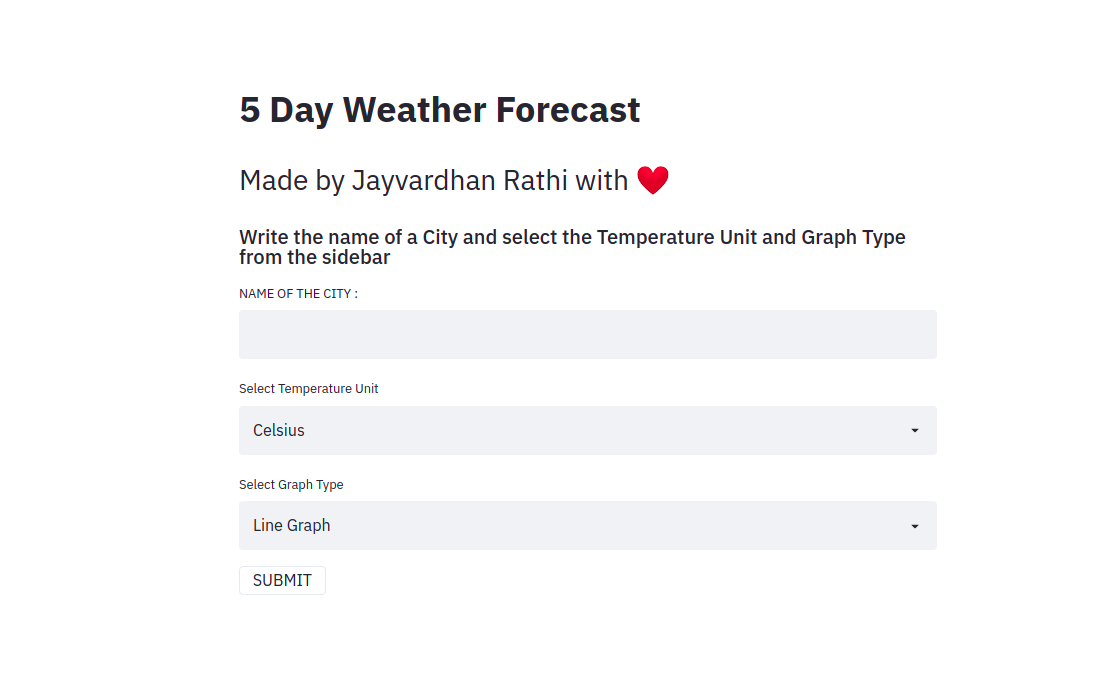 5 Day Weather Forecast
Made by Jayvardhan Rathi with ❤️
Write the name of a City and select the Temperature Unit and Graph Type
from the sidebar
NAME OF THE CITY :
Select Temperature Unit
Celsius
Select Graph Type
Line Graph
SUBMIT